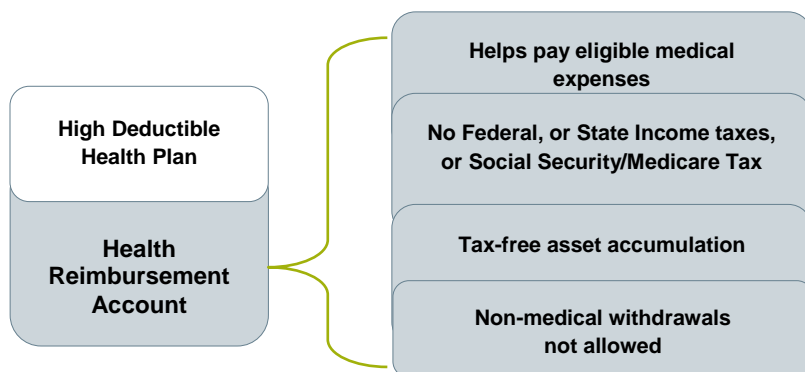 High Deductible
Health Plan
Health
Reimbursement
Account
Helps pay eligible medical
expenses
No Federal, or State Income taxes,
or Social Security/Medicare Tax
Tax-free asset accumulation
Non-medical withdrawals
not allowed